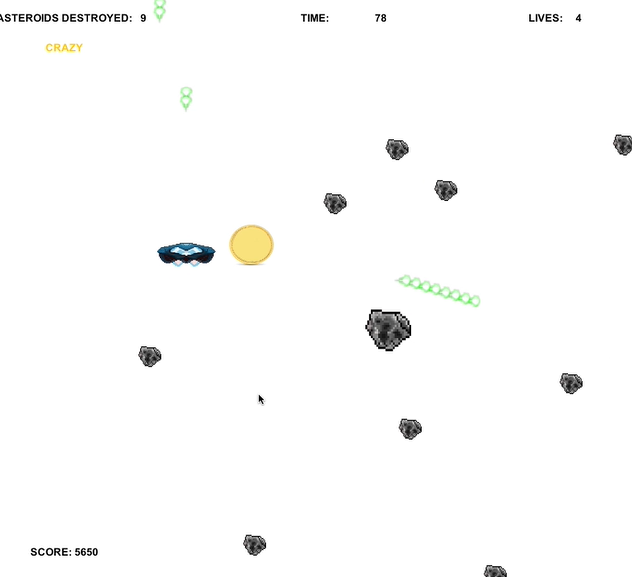 ASTEROIDS DESTROYED: 9
TIME: 78
LIVES: 4
CRAZY
SCORE: 5650